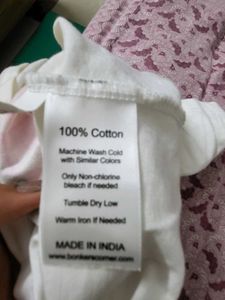 100% Cotton
Machine Wash Cold
with Similar Colors
Only Non-chlorine
bleach if needed
Tumble Dry Low
Warm Iron If Needed
MADE IN INDIA
www.bonkerscorner.com